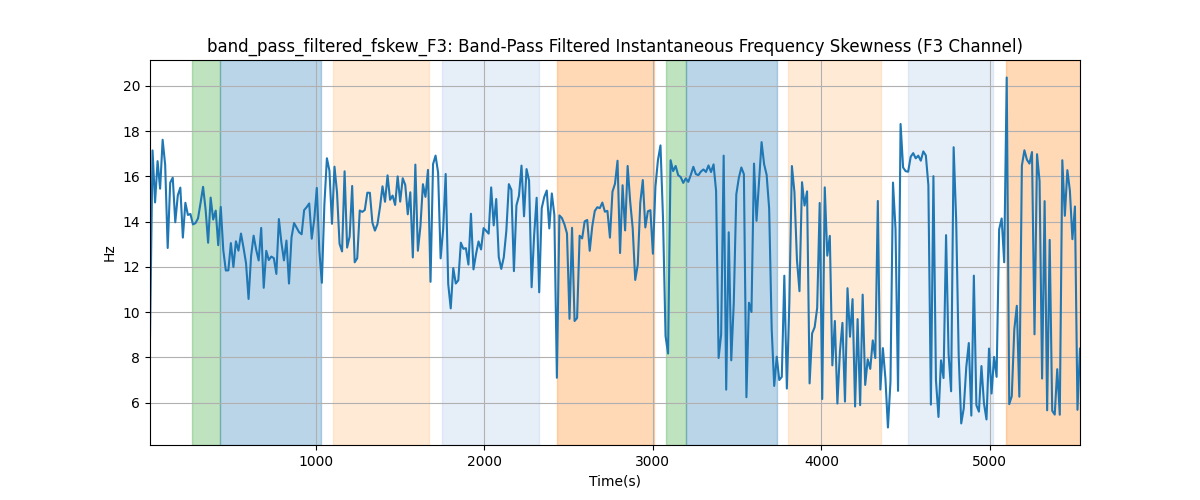 band_pass_filtered_fskew_F3: Band-Pass Filtered Instantaneous Frequency Skewness (F3 Channel)
20
18
16
14
12
10
8
6
Hz
1000 2000 3000 4000 5000
Time(s)